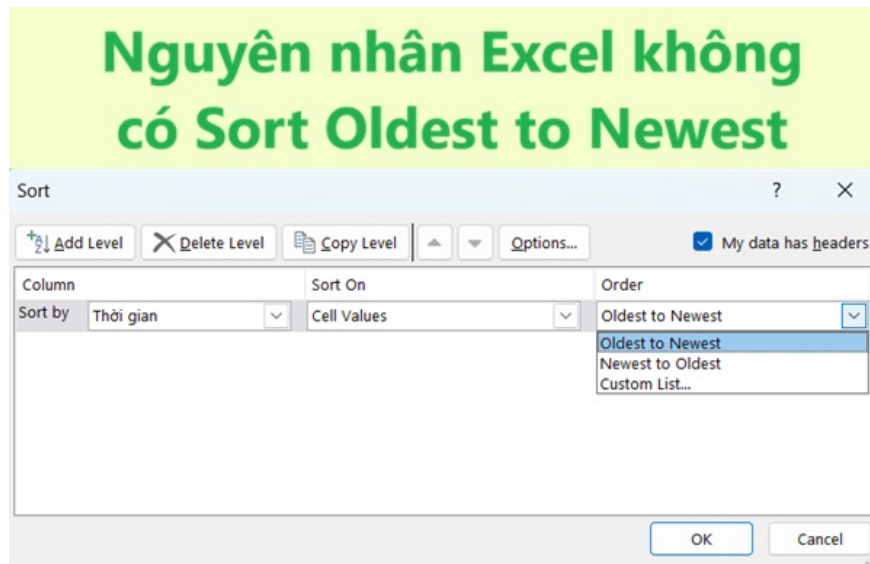 Nguyên nhân Excel không
có Sort Oldest to Newest
Sort ? X
Add Level Delete Level Copy Level Options... My data has headers
Column Sort On Order
Sort by Thời gian Cell Values Oldest to Newest
Oldest to Newest
Newest to Oldest
Custom List...
OK Cancel